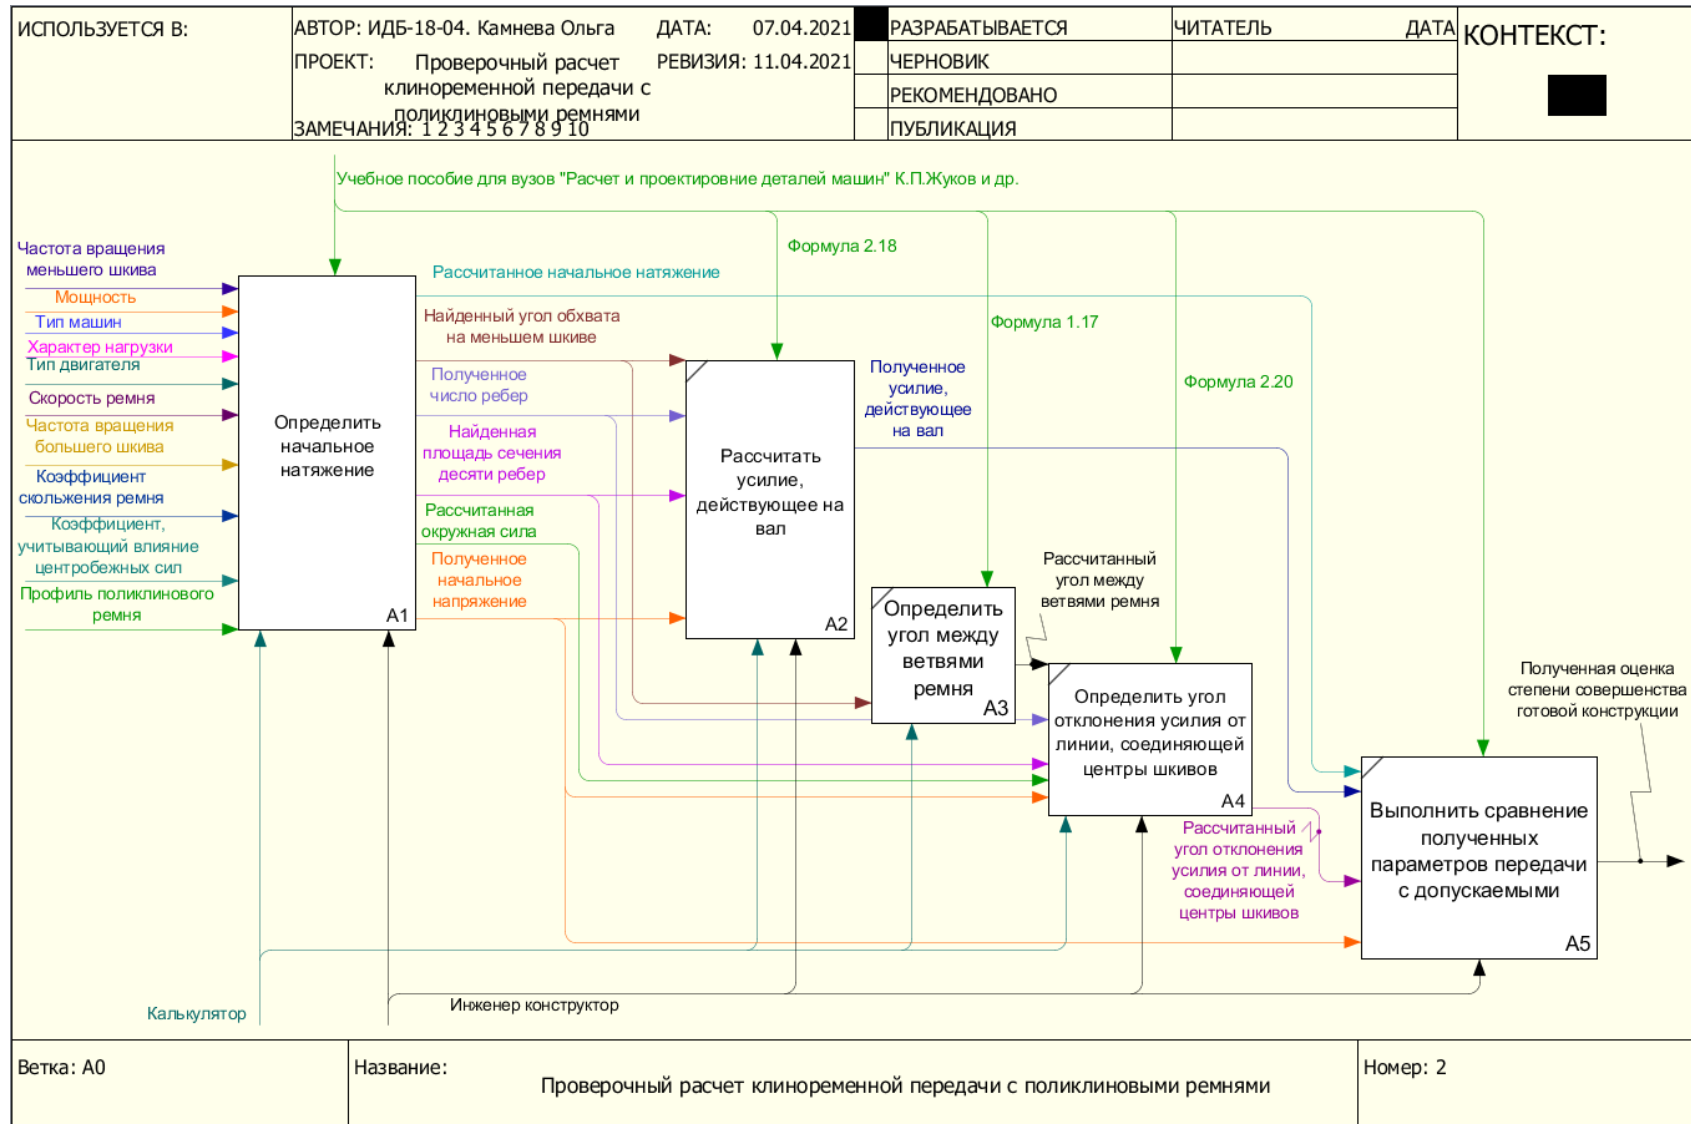 ИСПОЛЬЗУЕТСЯ В:
АВТОР: ИДБ-18-04. Камнева Ольга
ДАТА: 07.04.2021
ПРОЕКТ: Проверочный расчет
клиноременной передачи с
поликлиновыми ремнями
РЕВИЗИЯ: 11.04.2021
ЗАМЕЧАНИЯ: 1 2 3 4 5 6 7 8 9 10
РАЗРАБАТЫВАЕТСЯ
ЧЕРНОВИК
РЕКОМЕНДОВАНО
ПУБЛИКАЦИЯ
ЧИТАТЕЛЬ
ДАТА
КОНТЕКСТ:
Учебное пособие для вузов "Расчет и проектировние деталей машин" К.П.Жуков и др.
Частота вращения
меньшего шкива
Мощность
Тип машин
Характер нагрузки
Тип двигателя
Скорость ремня
Частота вращения
большего шкива
Коэффициент
скольжения ремня
Коэффициент,
учитывающий влияние
центробежных сил
Профиль поликлинового
ремня
Определить
начальное
натяжение
A1
Рассчитанное начальное натяжение
Найденный угол обхвата
на меньшем шкиве
Полученное
число ребер
Найденная
площадь сечения
десяти ребер
Рассчитанная
окружная сила
Полученное
начальное
напряжение
Формула 2.18
Рассчитать
усилие,
действующее на
вал
A2
Полученное
усилие,
действующее
на вал
Формула 1.17
Определить
угол между
ветвями
ремня
A3
Рассчитанный
угол между
ветвями ремня
Формула 2.20
Определить угол
отклонения усилия от
линии, соединяющей
центры шкивов
A4
Рассчитанный
угол отклонения
усилия от линии,
соединяющей
центры шкивов
Выполнить сравнение
полученных
параметров передачи
с допускаемыми
A5
Полученная оценка
степени совершенства
готовой конструкции
Калькулятор
Инженер конструктор
Ветка: A0
Название:
Проверочный расчет клиноременной передачи с поликлиновыми ремнями
Номер: 2